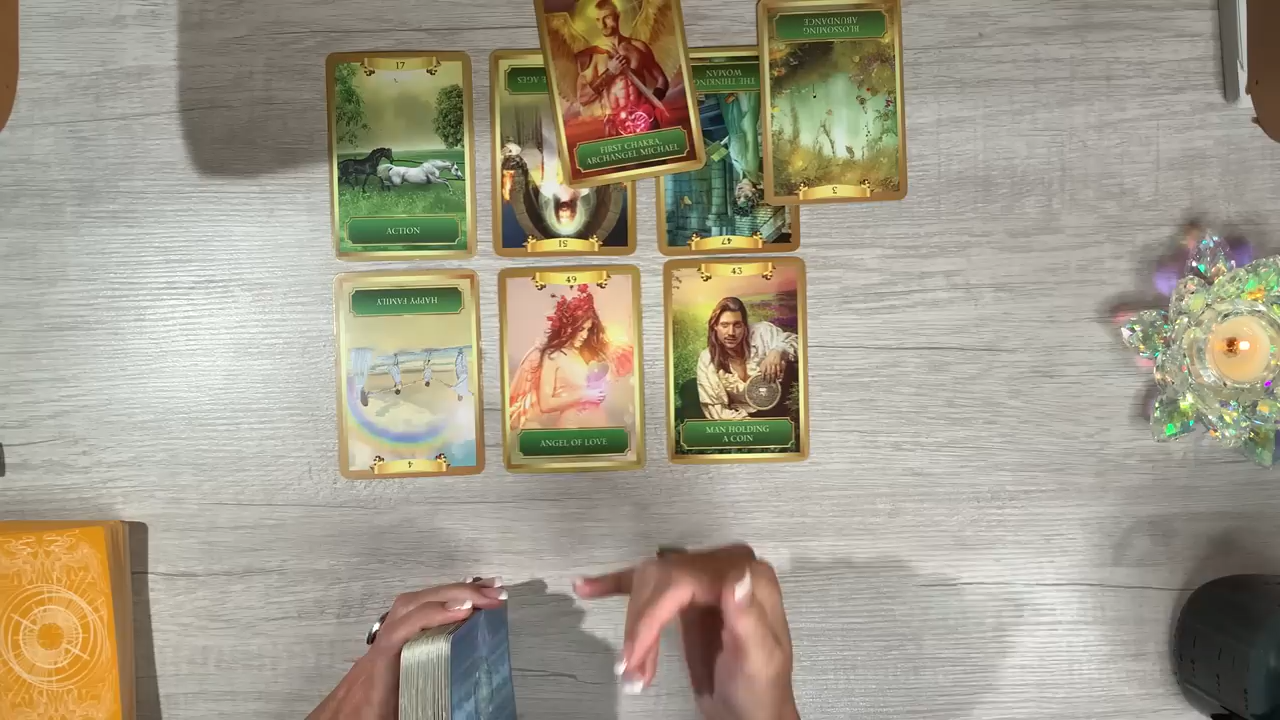 17
ACTION
E AGES
51
FIRST CHAKRA,
ARCHANGEL MICHAEL
THE THINKING
WOMAN
47
BLOSSOMING
ABUNDANCE
3
HAPPY FAMILY
4
49
ANGEL OF LOVE
43
MAN HOLDING
A COIN